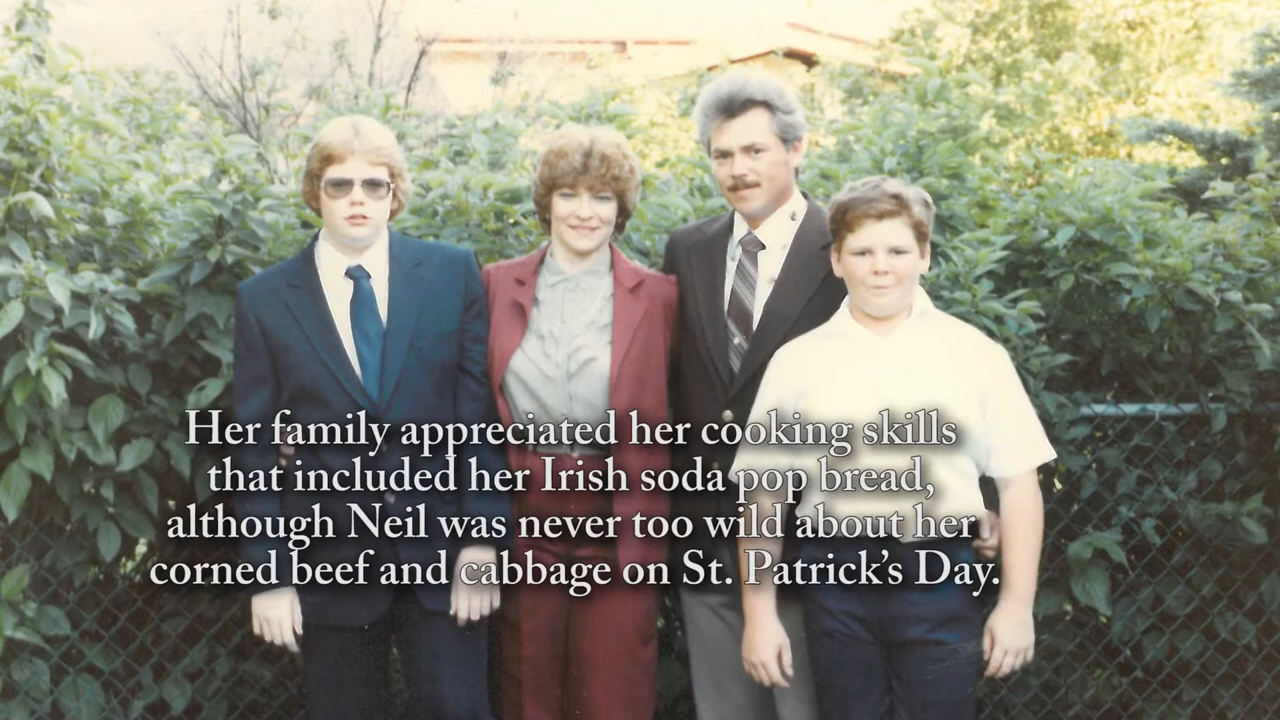 Her family appreciated her cooking skills
that included her Irish soda pop bread,
although Neil was never too wild about her
corned beef and cabbage on St. Patrick’s Day.